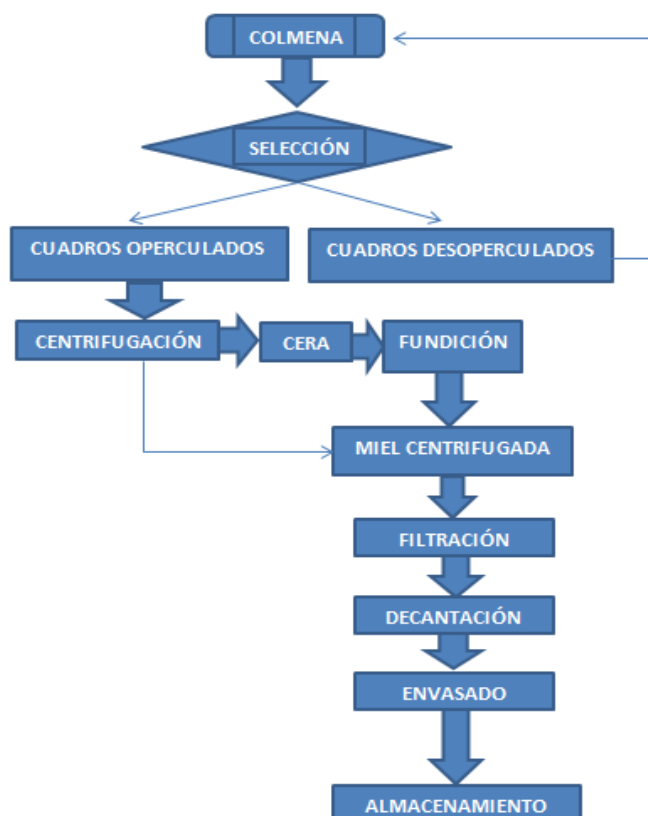 COLMENA
SELECCIÓN
CUADROS OPERCULADOS
CUADROS DESOPERCULADOS
CENTRIFUGACIÓN
CERA
FUNDICIÓN
MIEL CENTRIFUGADA
FILTRACIÓN
DECANTACIÓN
ENVASADO
ALMACENAMIENTO